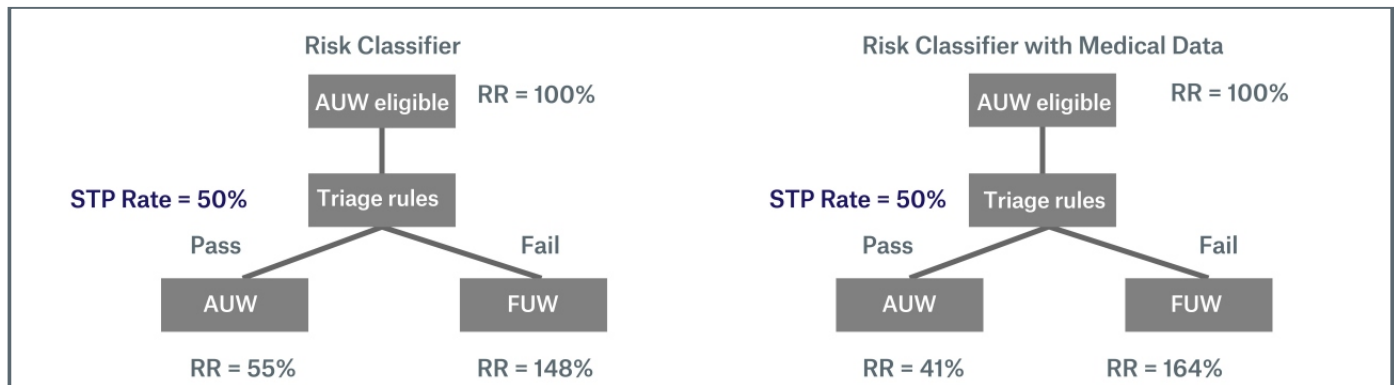 Risk Classifier
AUW eligible
RR = 100%
Triage rules
STP Rate = 50%
Pass
Fail
AUW
FUW
RR = 55%
RR = 148%
Risk Classifier with Medical Data
AUW eligible
RR = 100%
Triage rules
STP Rate = 50%
Pass
Fail
AUW
FUW
RR = 41%
RR = 164%